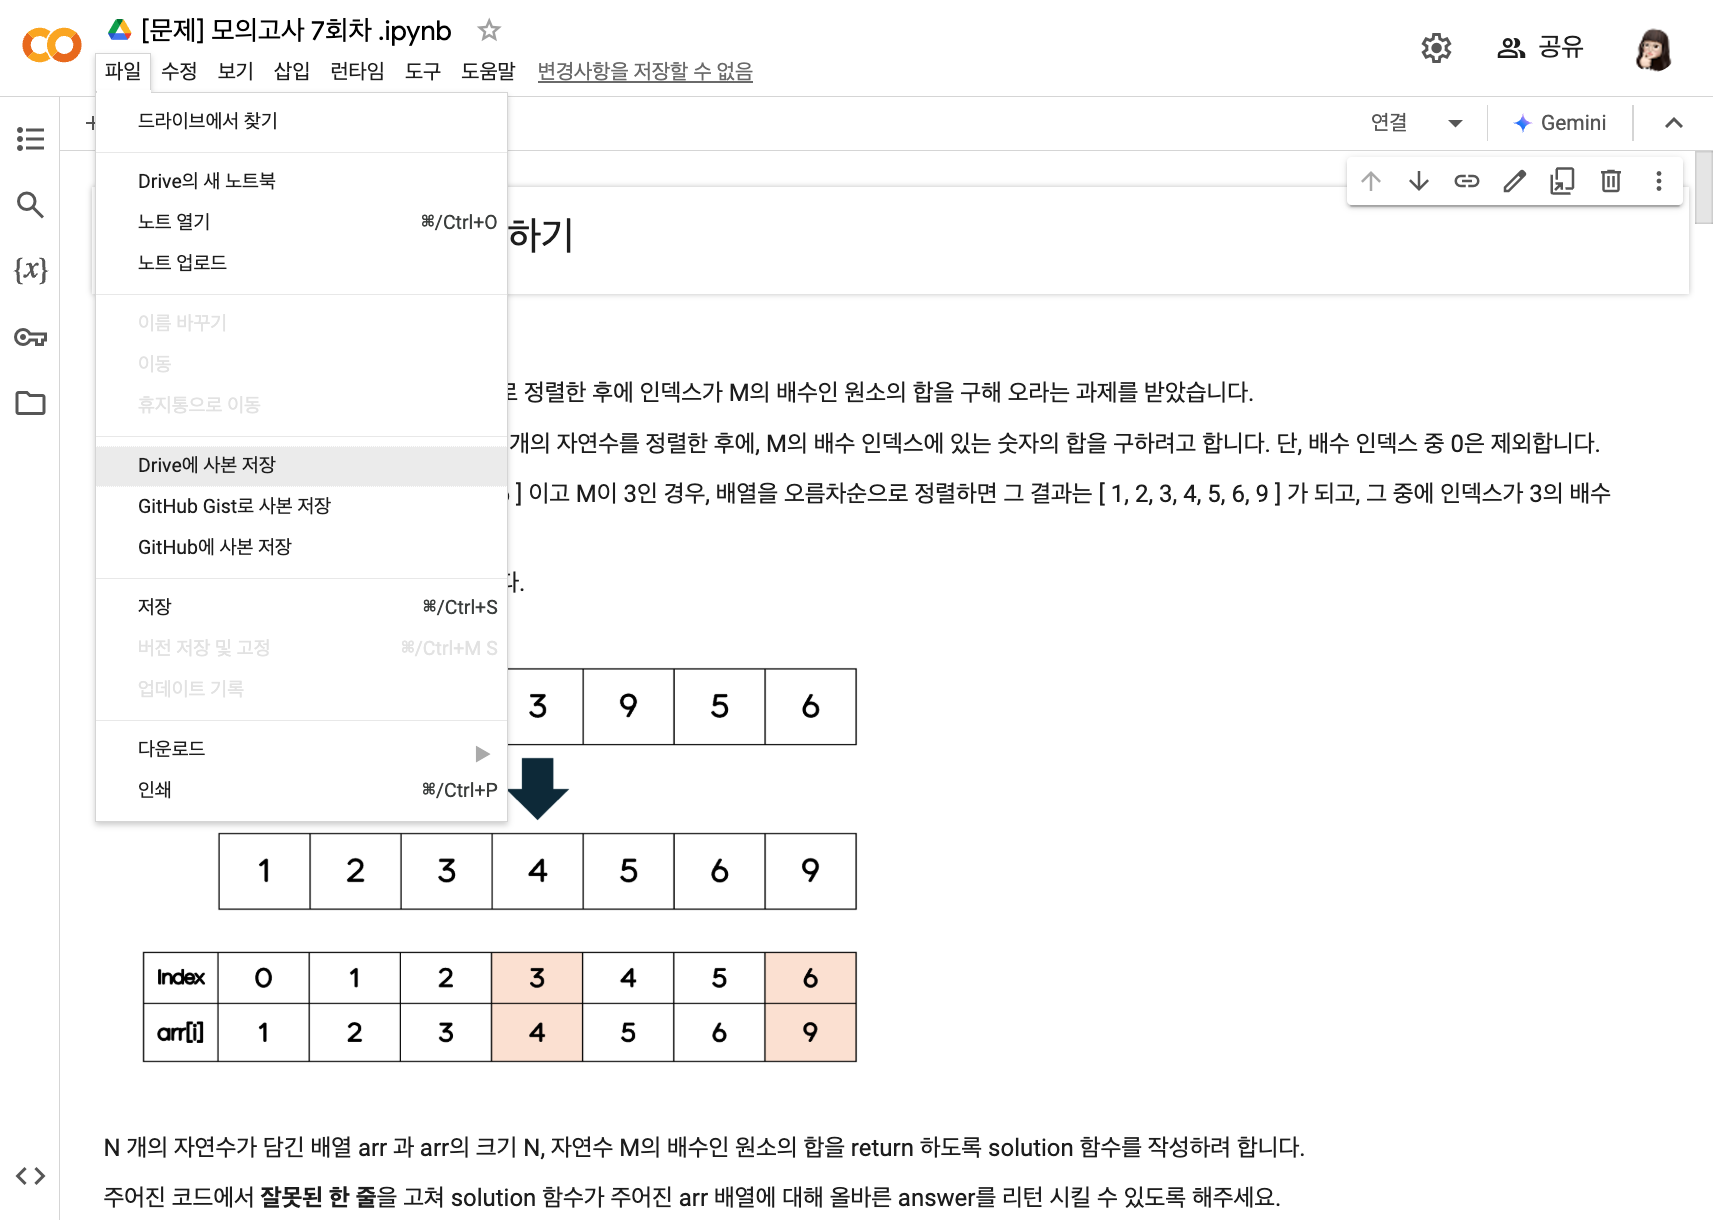 [문제] 모의고사 7회차 .ipynb
파일 수정 보기 삽입 런타임 도구 도움말 변경사항을 저장할 수 없음
공유
연결
Gemini
드라이브에서 찾기
Drive의 새 노트북
노트 열기 ⌘/Ctrl+O
노트 업로드
이름 바꾸기
이동
휴지통으로 이동
Drive에 사본 저장
GitHub Gist로 사본 저장
GitHub에 사본 저장
저장 ⌘/Ctrl+S
버전 저장 및 고정 ⌘/Ctrl+M S
업데이트 기록
다운로드
인쇄 ⌘/Ctrl+P
하기
정렬한 후에 인덱스가 M의 배수인 원소의 합을 구해 오라는 과제를 받았습니다.
개의 자연수를 정렬한 후에, M의 배수 인덱스에 있는 숫자의 합을 구하려고 합니다. 단, 배수 인덱스 중 0은 제외합니다.
] 이고 M이 3인 경우, 배열을 오름차순으로 정렬하면 그 결과는 [ 1, 2, 3, 4, 5, 6, 9 ] 가 되고, 그 중에 인덱스가 3의 배수
다.
3 9 5 6
1 2 3 4 5 6 9
Index 0 1 2 3 4 5 6
arr[i] 1 2 3 4 5 6 9
N 개의 자연수가 담긴 배열 arr 과 arr의 크기 N, 자연수 M의 배수인 원소의 합을 return 하도록 solution 함수를 작성하려 합니다.
주어진 코드에서 잘못된 한 줄을 고쳐 solution 함수가 주어진 arr 배열에 대해 올바른 answer를 리턴 시킬 수 있도록 해주세요.